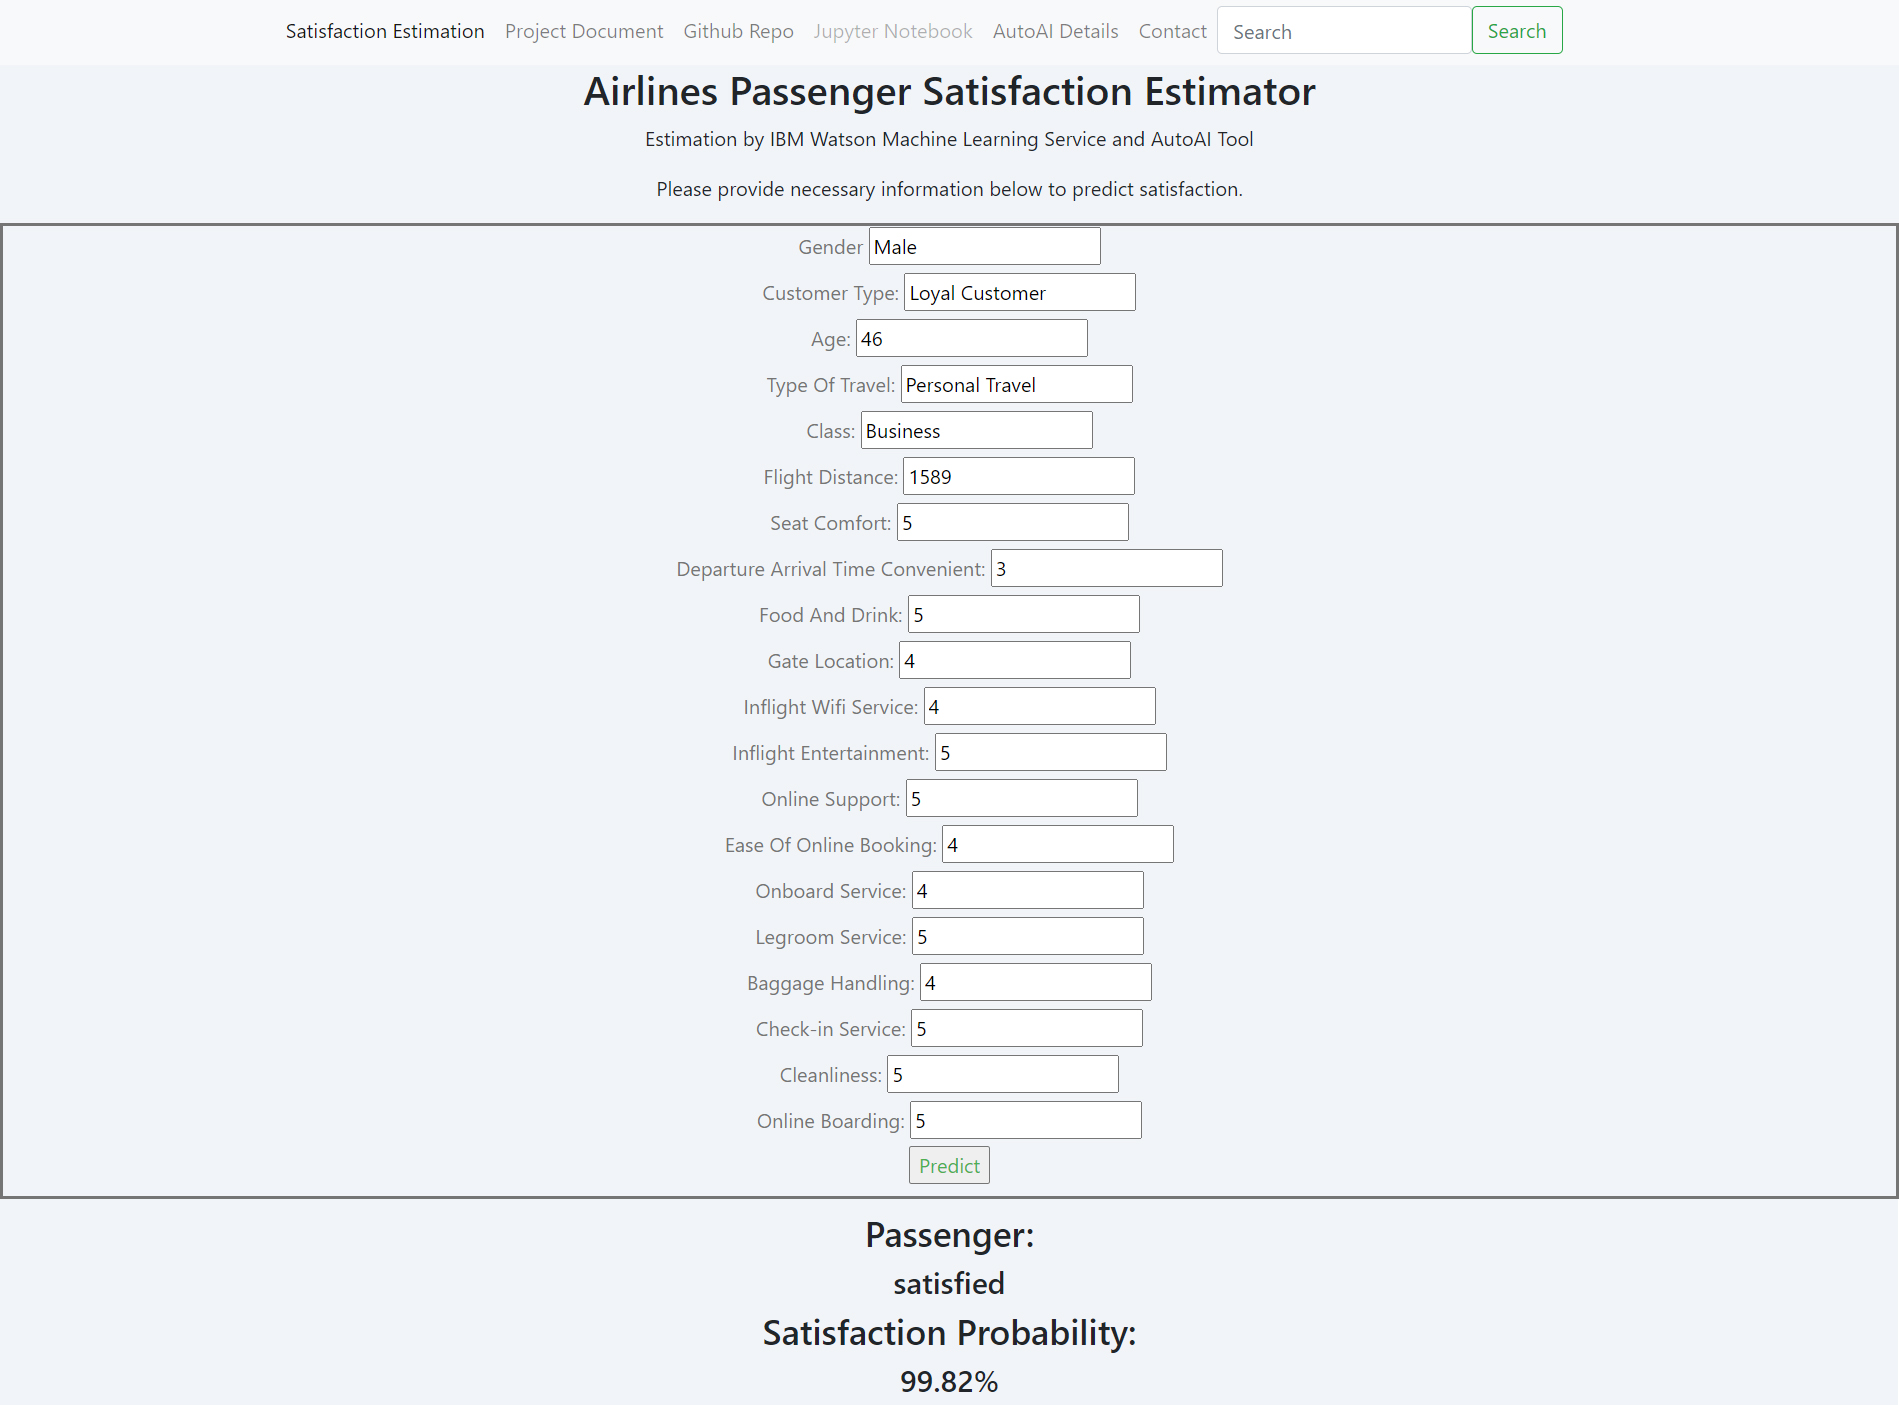 Satisfaction Estimation Project Document Github Repo Jupyter Notebook AutoAI Details Contact Search Search
Airlines Passenger Satisfaction Estimator
Estimation by IBM Watson Machine Learning Service and AutoAI Tool
Please provide necessary information below to predict satisfaction.
Gender Male
Customer Type: Loyal Customer
Age: 46
Type Of Travel: Personal Travel
Class: Business
Flight Distance: 1589
Seat Comfort: 5
Departure Arrival Time Convenient: 3
Food And Drink: 5
Gate Location: 4
Inflight Wifi Service: 4
Inflight Entertainment: 5
Online Support: 5
Ease Of Online Booking: 4
Onboard Service: 4
Legroom Service: 5
Baggage Handling: 4
Check-in Service: 5
Cleanliness: 5
Online Boarding: 5
Predict
Passenger:
satisfied
Satisfaction Probability:
99.82%